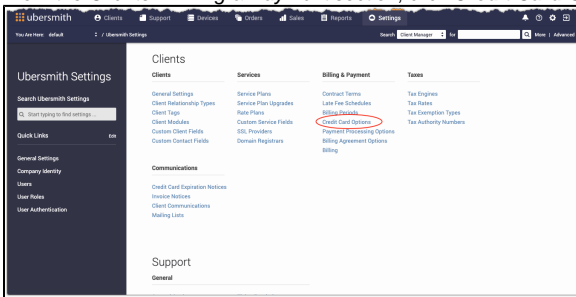 ubersmith Clients Support Devices Orders Sales Reports Settings
You Are Here: default / Ubersmith Settings Search Client Manager for More | Advanced
Ubersmith Settings
Search Ubersmith Settings
Start typing to find settings ...
Quick Links Edit
General Settings
Company Identity
Users
User Roles
User Authentication
Clients
Clients Services Billing & Payment Taxes
General Settings Service Plans Contract Terms Tax Engines
Client Relationship Types Service Plan Upgrades Late Fee Schedules Tax Rates
Client Tags Rate Plans Billing Periods Tax Exemption Types
Client Modules Custom Service Fields Credit Card Options Tax Authority Numbers
Custom Client Fields SSL Providers Payment Processing Options
Custom Contact Fields Domain Registrars Billing Agreement Options
Billing
Communications
Credit Card Expiration Notices
Invoice Notices
Client Communications
Mailing Lists
Support
General